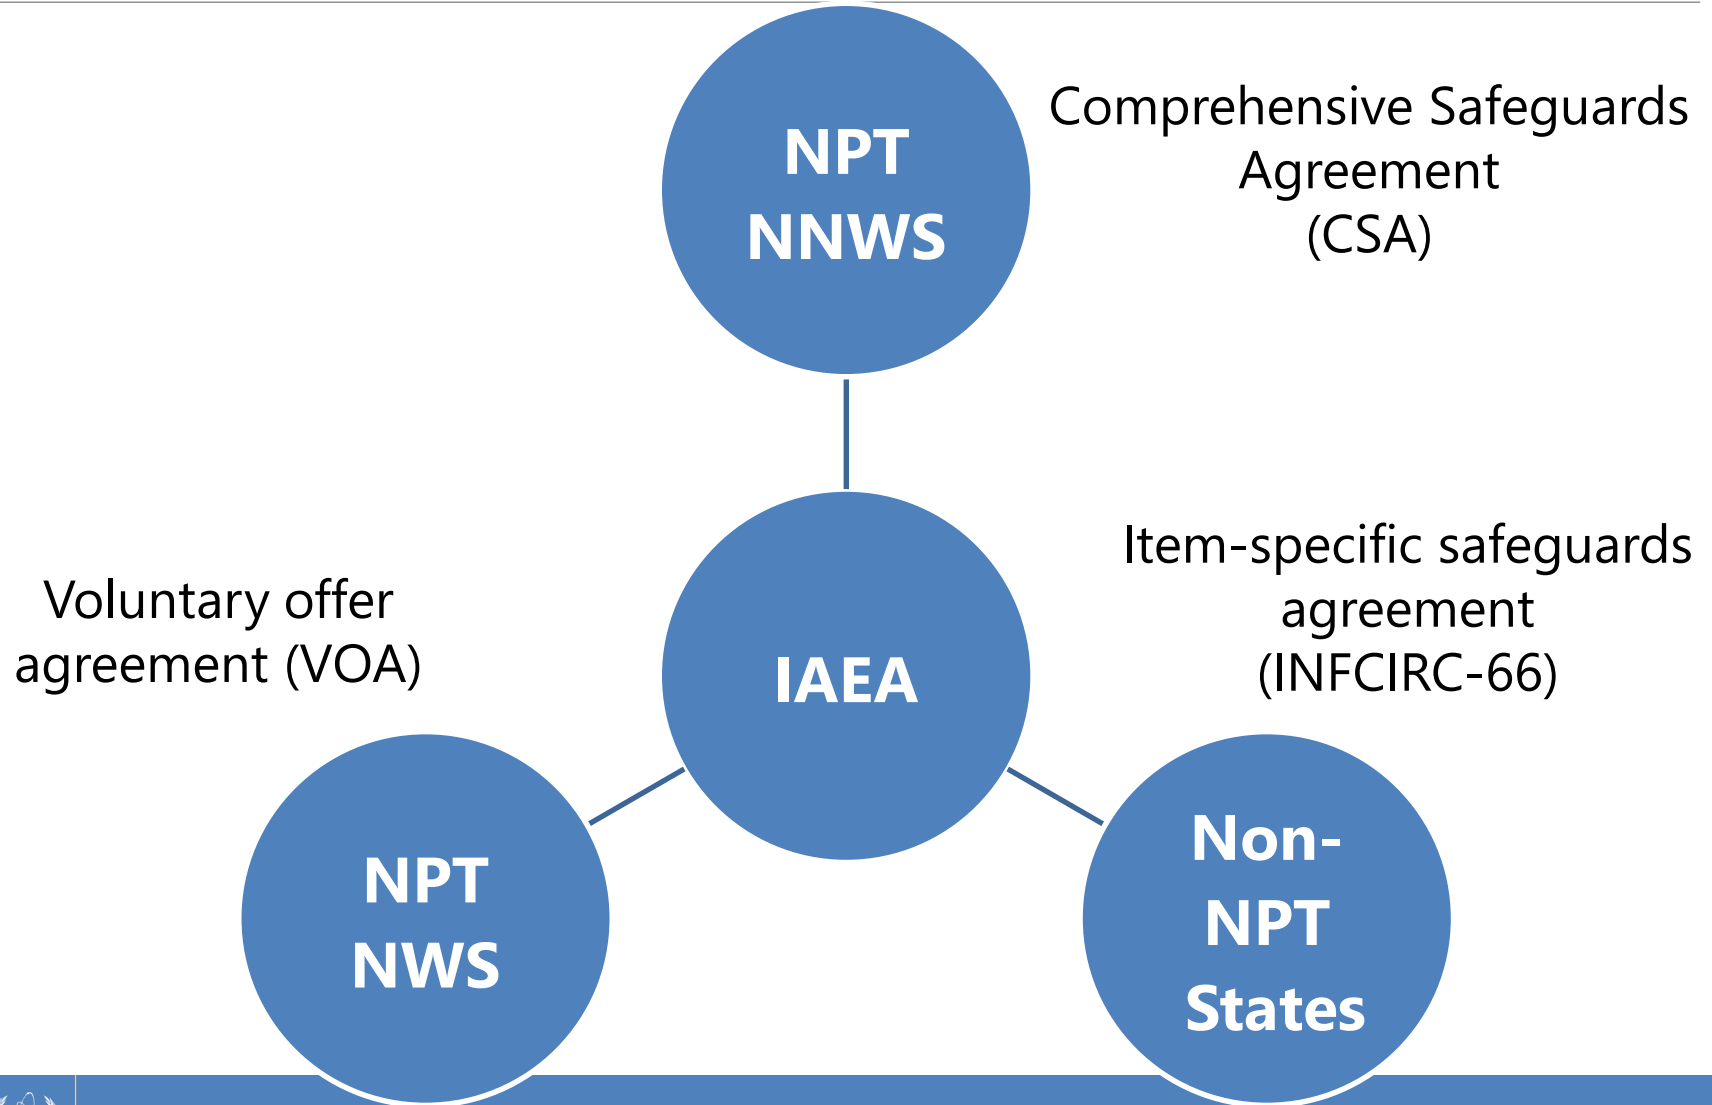 NPT
NNWS
Comprehensive Safeguards
Agreement
(CSA)
IAEA
Voluntary offer
agreement (VOA)
Item-specific safeguards
agreement
(INFCIRC-66)
NPT
NWS
Non-
NPT
States